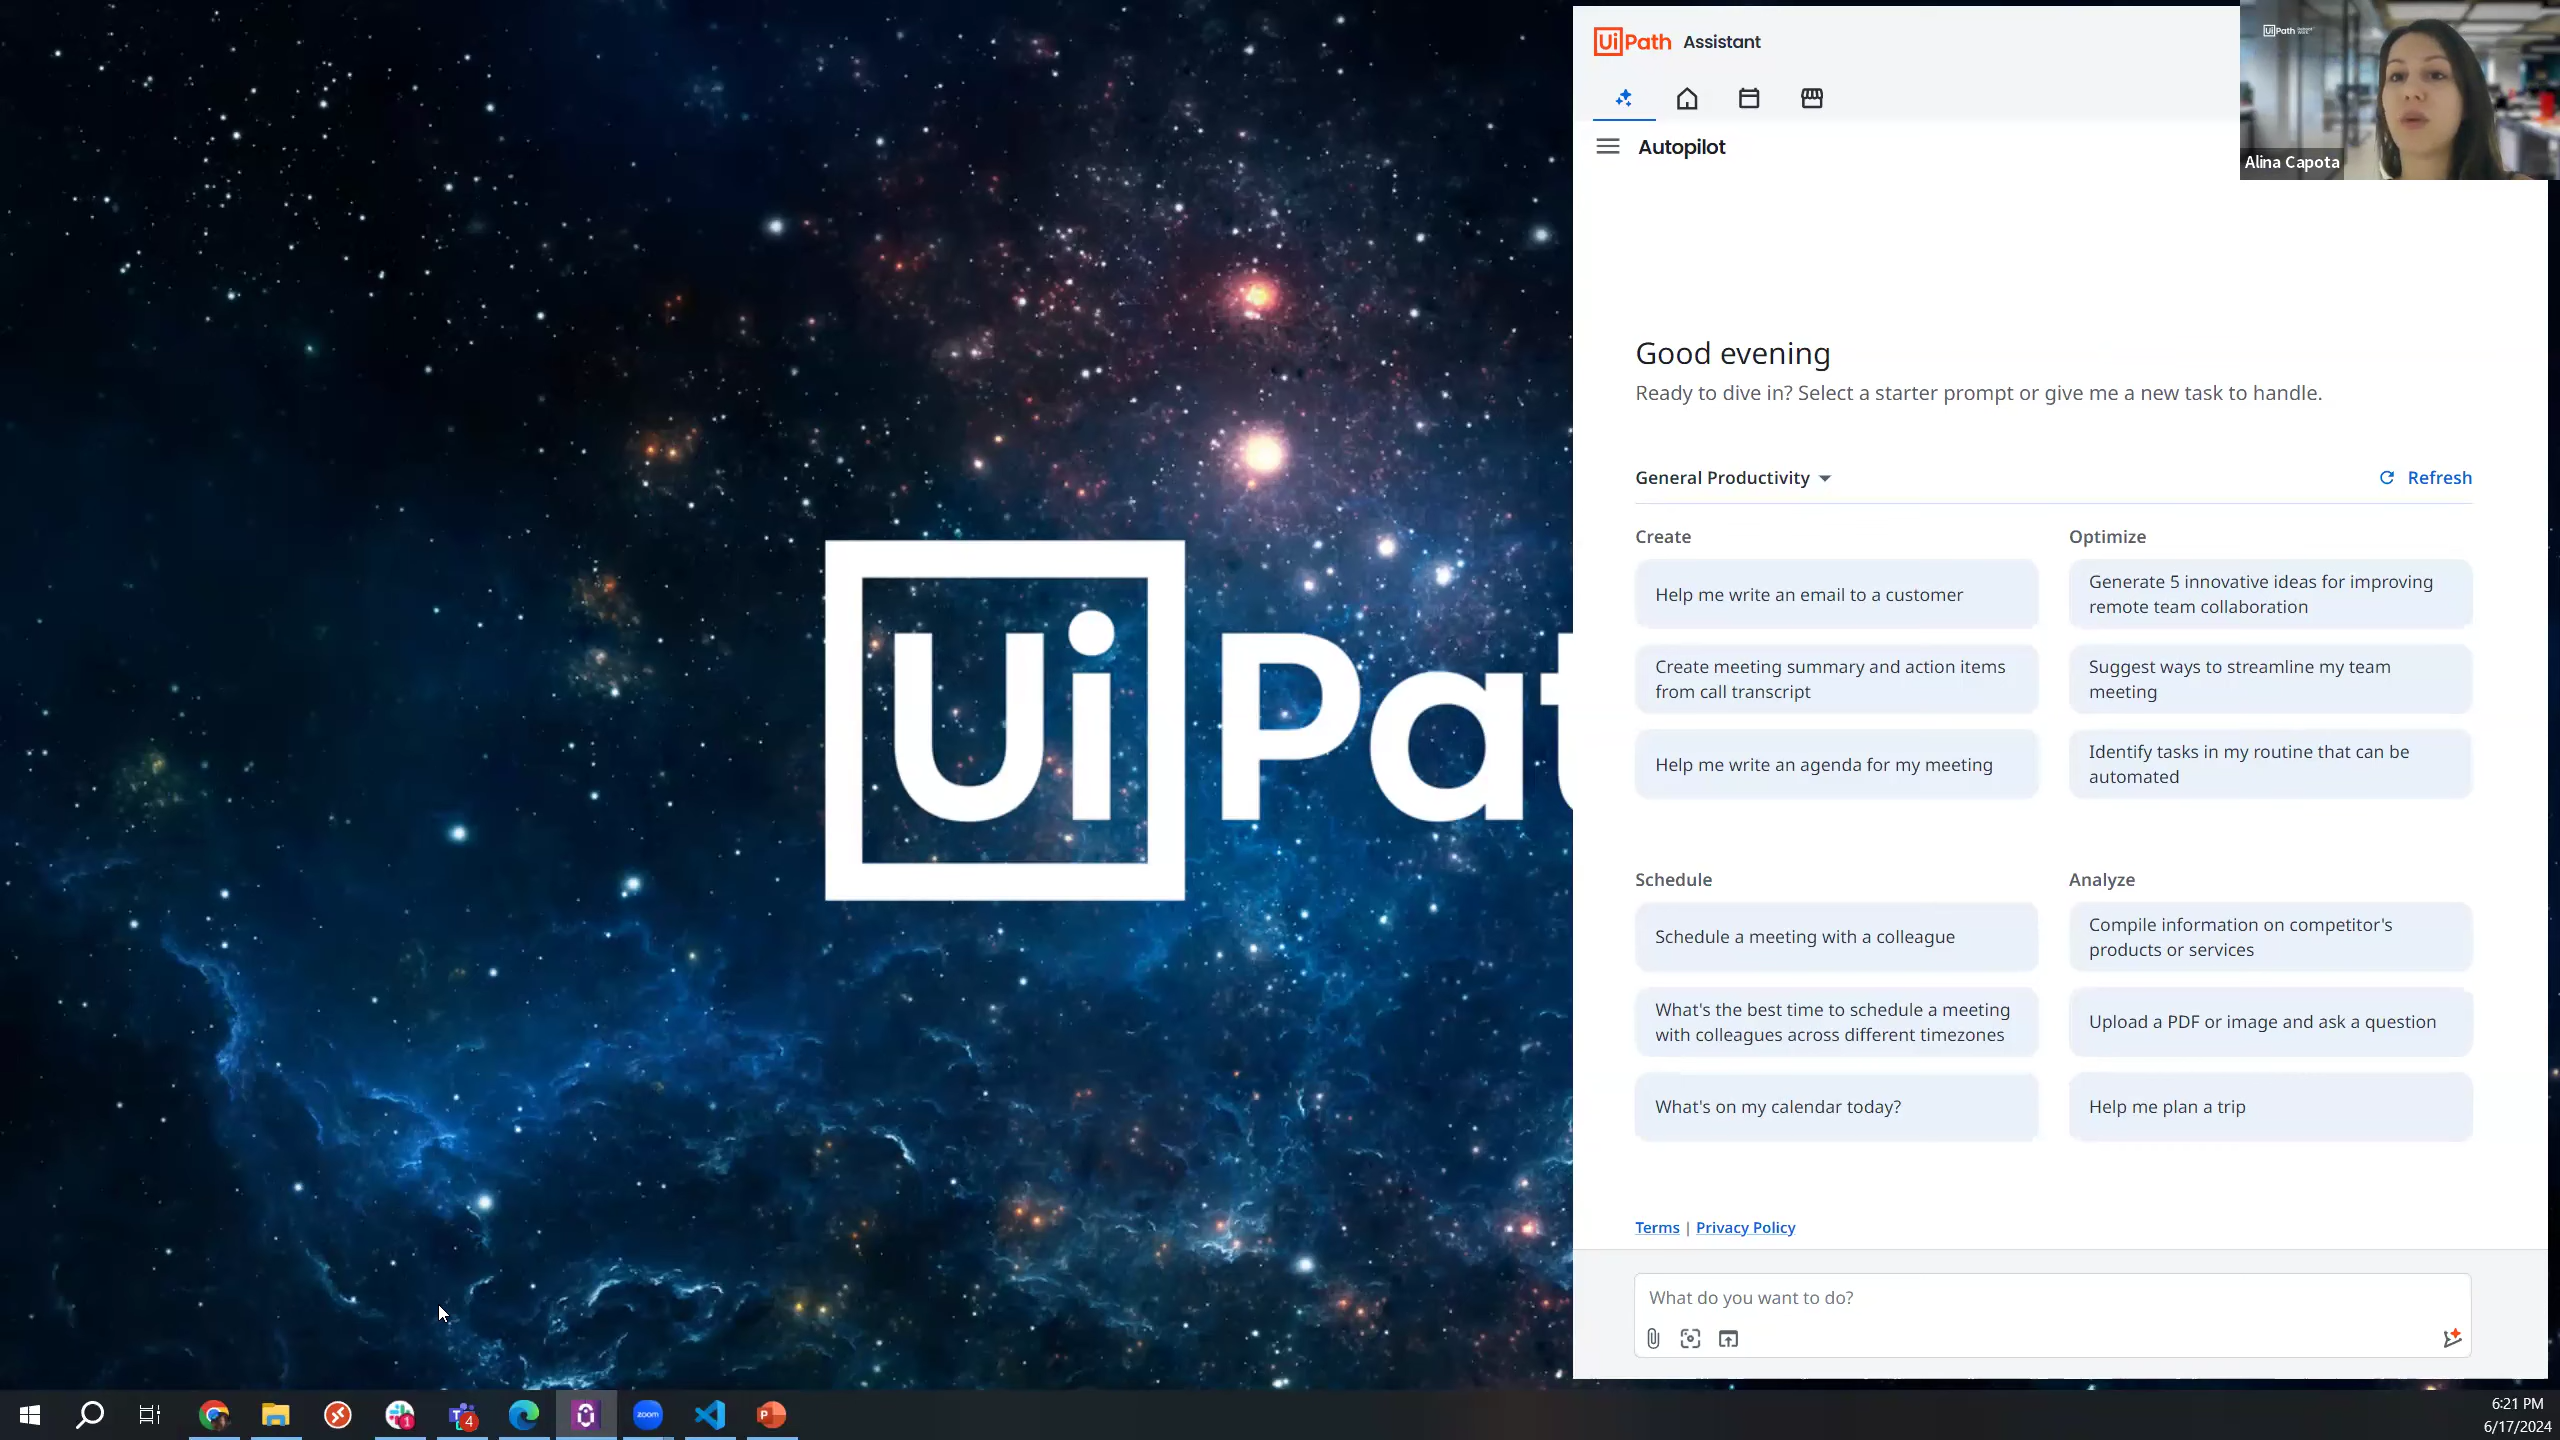 UiPath Assistant
UiPath
Alina Capota
Autopilot
Good evening
Ready to dive in? Select a starter prompt or give me a new task to handle.
General Productivity
Refresh
Create
Optimize
Help me write an email to a customer
Generate 5 innovative ideas for improving
remote team collaboration
Create meeting summary and action items
from call transcript
Suggest ways to streamline my team
meeting
Help me write an agenda for my meeting
Identify tasks in my routine that can be
automated
Schedule
Analyze
Schedule a meeting with a colleague
Compile information on competitor's
products or services
What's the best time to schedule a meeting
with colleagues across different timezones
Upload a PDF or image and ask a question
What's on my calendar today?
Help me plan a trip
Terms | Privacy Policy
What do you want to do?
Ui Pat
1
4
zoom
P
6:21 PM
6/17/2024